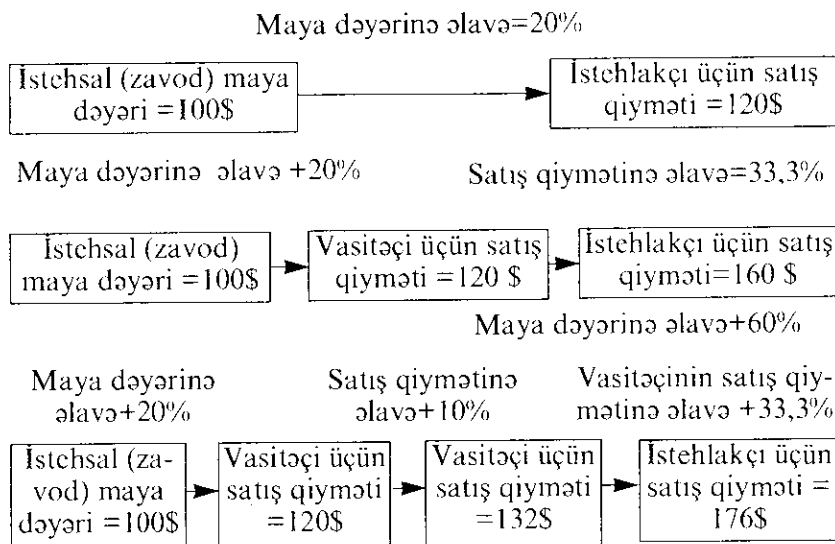 Maya dəyərinə əlavə=20%
İstehsal (zavod) maya
dəyəri =100$
İstehlakçı üçün satış
qiyməti =120$
Maya dəyərinə əlavə +20%
Satış qiymətinə əlavə=33,3%
İstehsal (zavod)
maya dəyəri =100$
Vasitəçi üçün satış
qiyməti =120 $
İstehlakçı üçün satış
qiyməti=160 $
Maya dəyərinə əlavə+60%
Maya dəyərinə
əlavə+20%
Satış qiymətinə
əlavə+10%
Vasitəçinin satış qiy-
mətinə əlavə +33,3%
İstehsal (za-
vod) maya
dəyəri =100$
Vasitəçi üçün
satış qiyməti
=120$
Vasitəçi üçün
satış qiyməti
=132$
İstehlakçı üçün
satış qiyməti =
176$